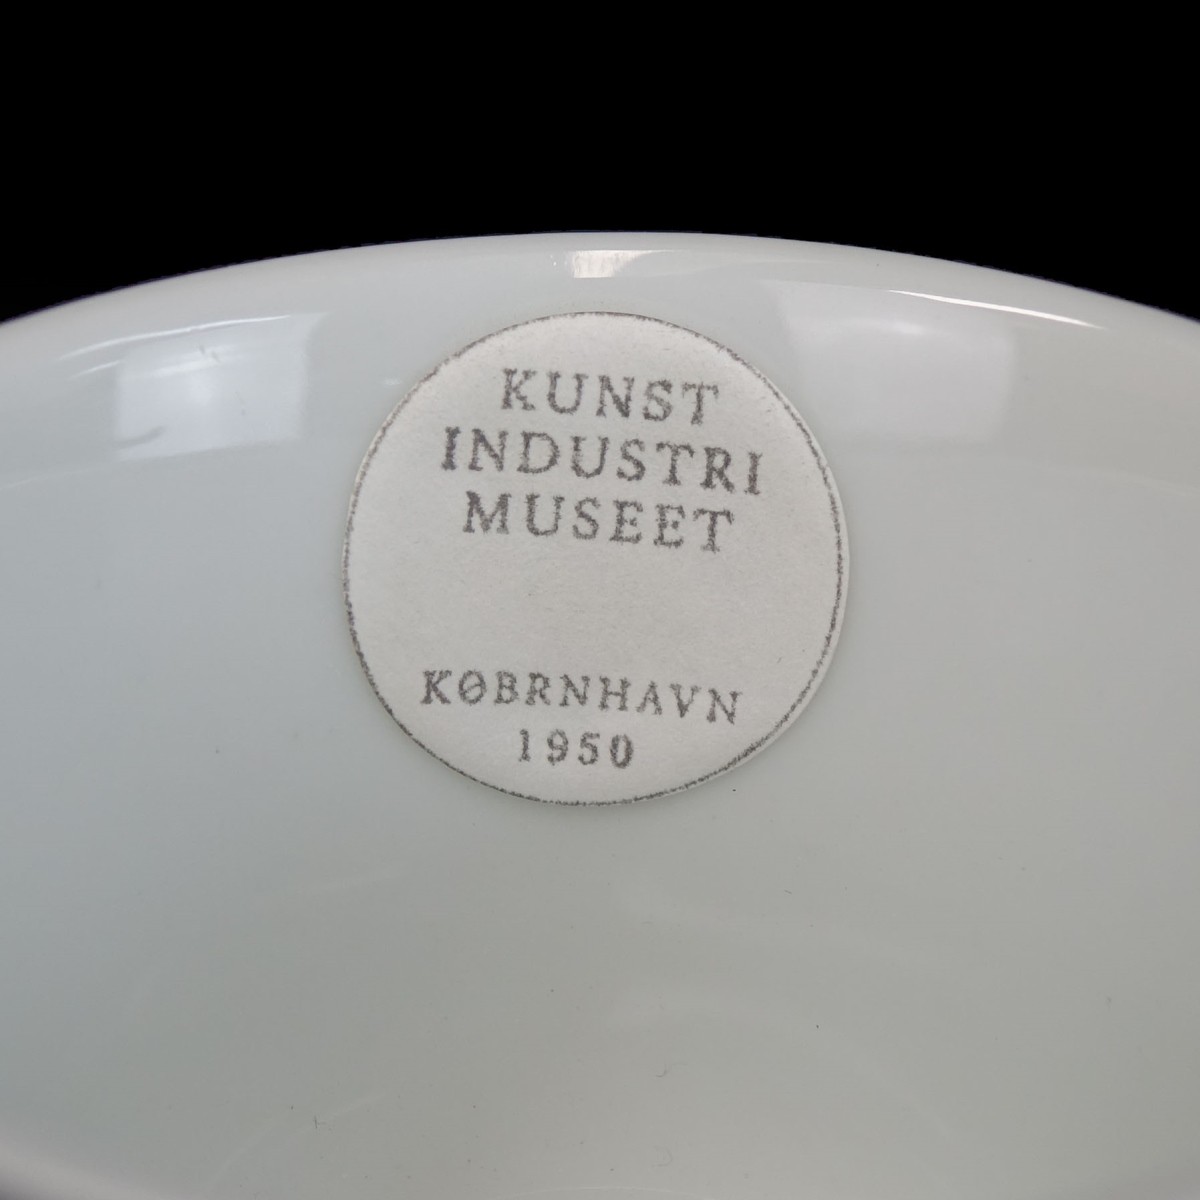 KUNST
INDUSTRI
MUSEET
KØBRNHAVN
1950